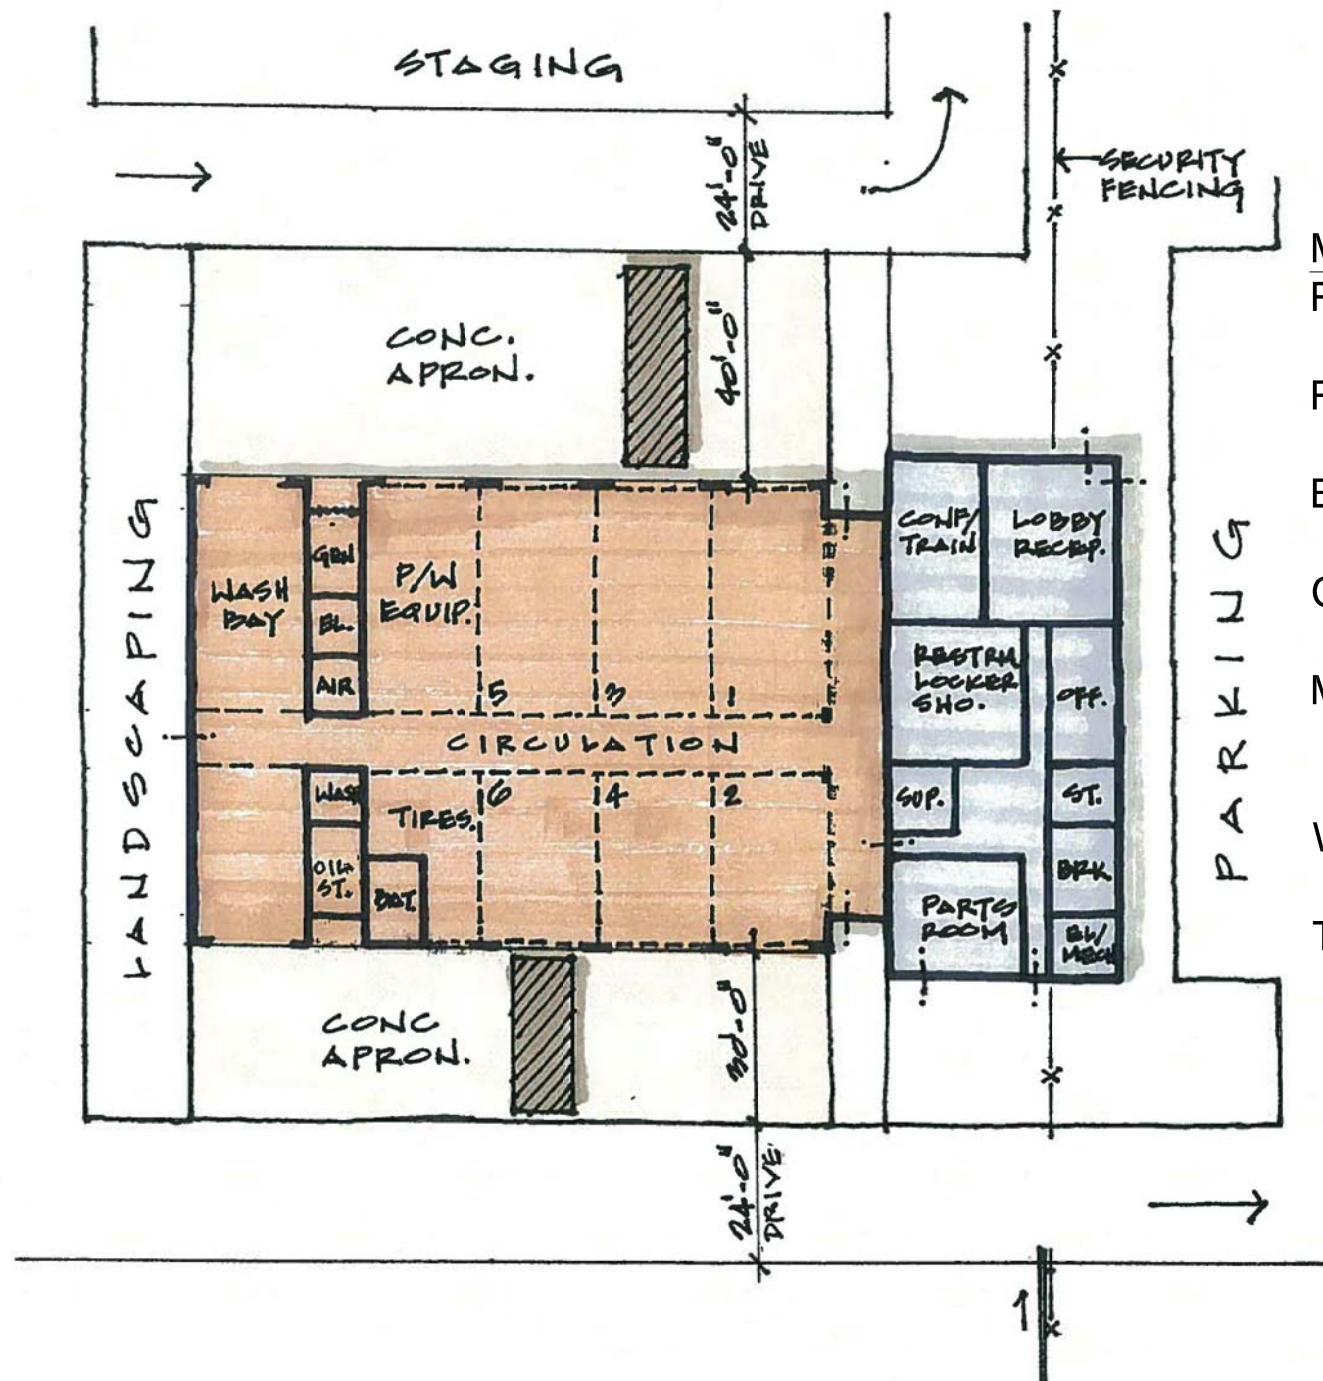 STAGING
24'-0"
DRIVE
SECURITY
FENCING
CONC.
APRON.
40'-0"
LANDSCAPING
WASH
BAY
GEN
EL.
AIR
P/W
EQUIP.
5
3
1
CONF/
TRAIN
LOBBY
RECEP.
RESTRM
LOCKER
SHO.
OFF.
PARKING
CIRCULATION
WAS
TIRES.
6
4
2
SUP.
ST.
OIL
ST.
BAT.
BRK.
PARTS
ROOM
EL/
MECH
CONC
APRON.
30'-0"
24'-0"
DRIVE
1
M
F
F
E
M
T